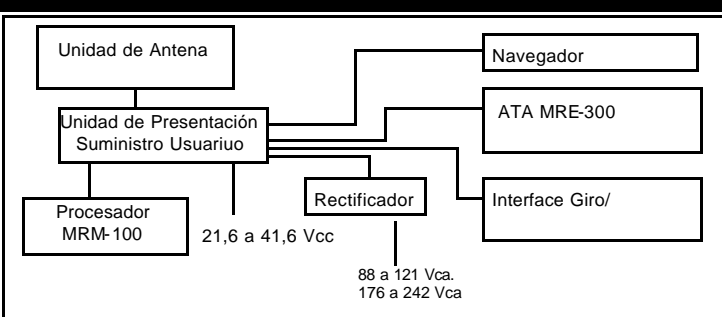 Unidad de Antena
Navegador
ATA MRE-300
Unidad de Presentación
Suministro Usuariuo
Rectificador
Interface Giro/
Procesador
MRM-100
21,6 a 41,6 Vcc
88 a 121 Vca.
176 a 242 Vca